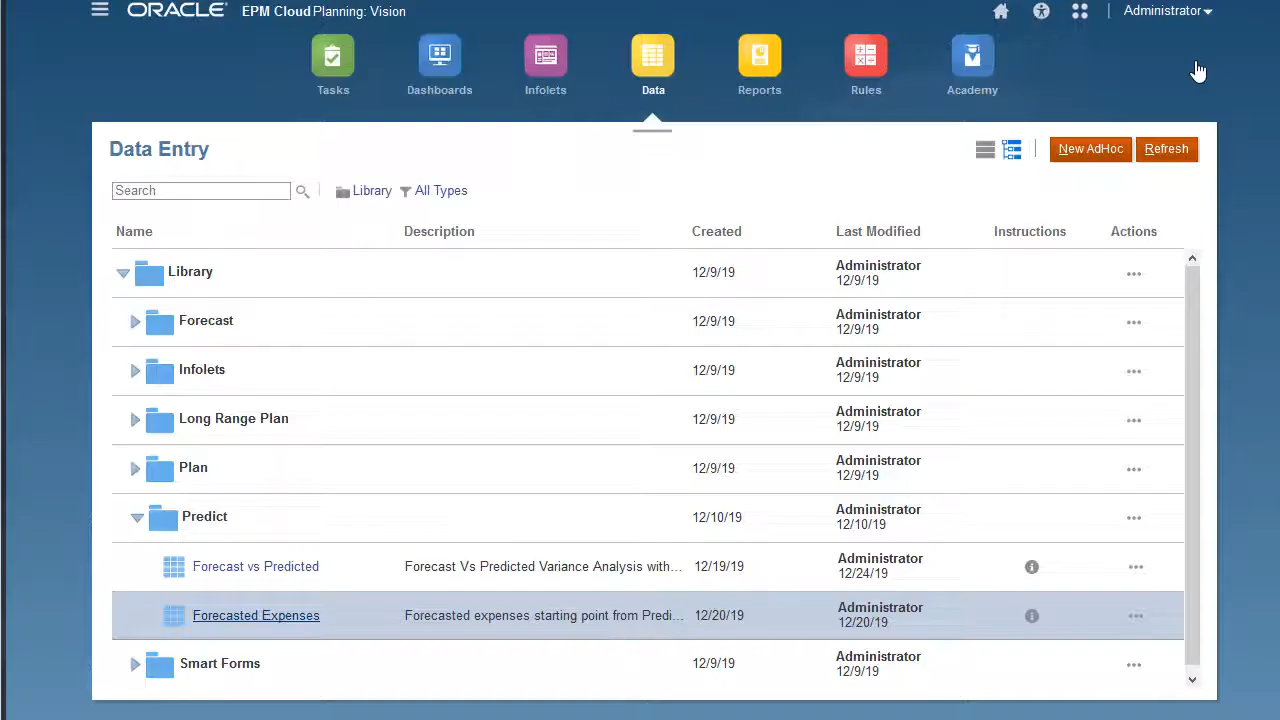 ORACLE® EPM Cloud Planning: Vision
Administrator
Tasks
Dashboards
Infolets
Data
Reports
Rules
Academy
Data Entry
New AdHoc
Refresh
Search
Library
All Types
Name
Description
Created
Last Modified
Instructions
Actions
Library
12/9/19
Administrator
12/9/19
Forecast
12/9/19
Administrator
12/9/19
Infolets
12/9/19
Administrator
12/9/19
Long Range Plan
12/9/19
Administrator
12/9/19
Plan
12/9/19
Administrator
12/9/19
Predict
12/10/19
Administrator
12/10/19
Forecast vs Predicted
Forecast Vs Predicted Variance Analysis with...
12/19/19
Administrator
12/24/19
Forecasted Expenses
Forecasted expenses starting point from Predi...
12/20/19
Administrator
12/20/19
Smart Forms
12/9/19
Administrator
12/9/19